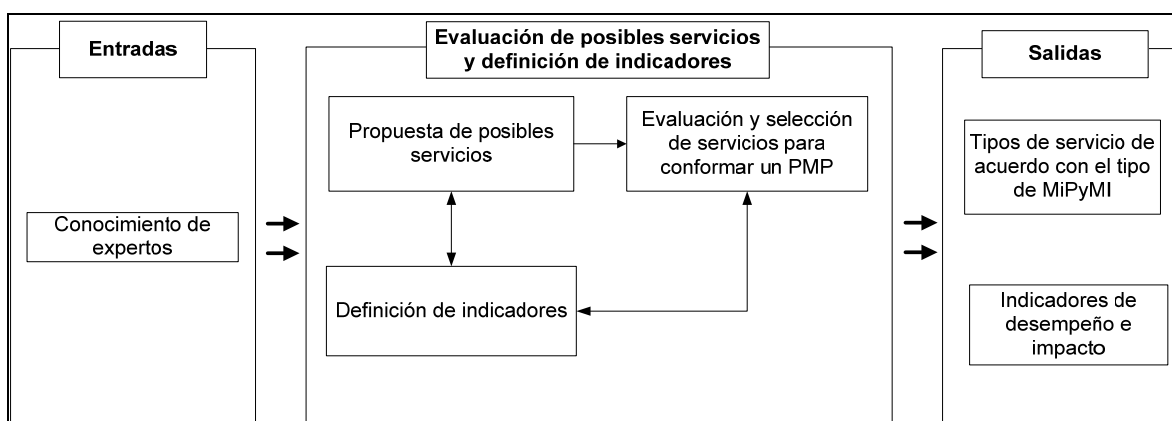 Entradas
Conocimiento de
expertos
Evaluación de posibles servicios
y definición de indicadores
Propuesta de posibles
servicios
Evaluación y selección
de servicios para
conformar un PMP
Definición de indicadores
Salidas
Tipos de servicio de
acuerdo con el tipo
de MiPyMI
Indicadores de
desempeño e
impacto